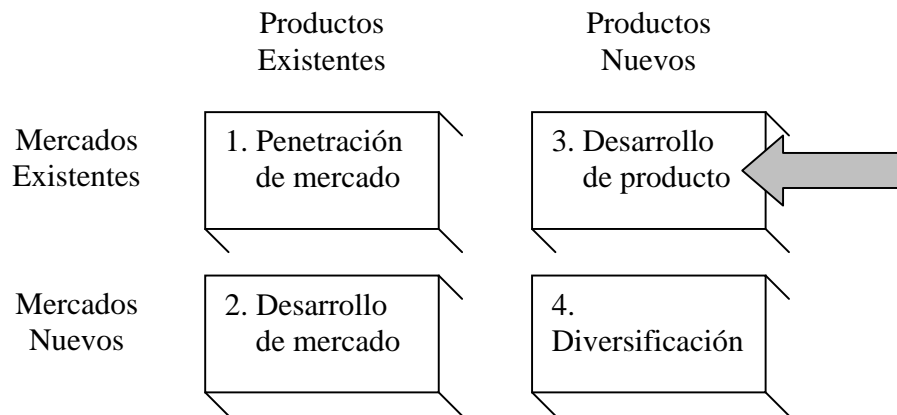 Productos
Existentes
Productos
Nuevos
Mercados
Existentes
1. Penetración
de mercado
3. Desarrollo
de producto
Mercados
Nuevos
2. Desarrollo
de mercado
4.
Diversificación